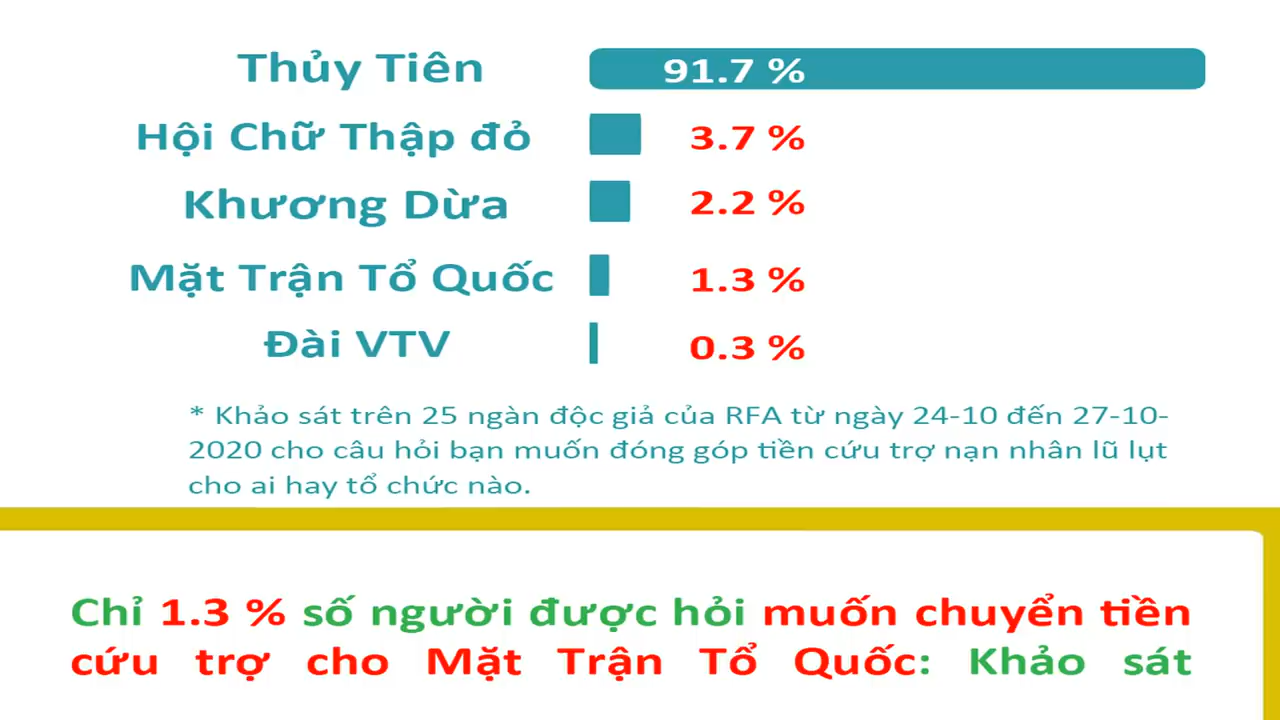 Thủy Tiên 91.7 %
Hội Chữ Thập đỏ 3.7 %
Khương Dừa 2.2 %
Mặt Trận Tổ Quốc 1.3 %
Đài VTV 0.3 %
* Khảo sát trên 25 ngàn độc giả của RFA từ ngày 24-10 đến 27-10-
2020 cho câu hỏi bạn muốn đóng góp tiền cứu trợ nạn nhân lũ lụt
cho ai hay tổ chức nào.
Chỉ 1.3 % số người được hỏi muốn chuyển tiền
cứu trợ cho Mặt Trận Tổ Quốc: Khảo sát